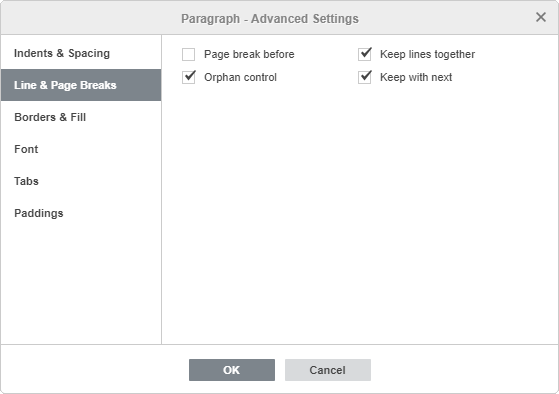 Paragraph - Advanced Settings
Indents & Spacing
Line & Page Breaks
Borders & Fill
Font
Tabs
Paddings
Page break before
Keep lines together
Orphan control
Keep with next
OK
Cancel